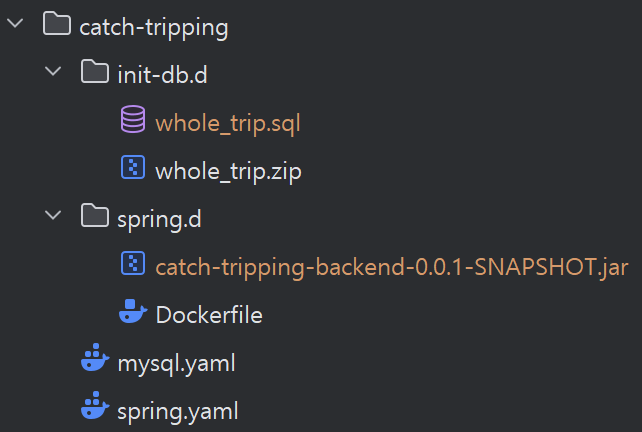 catch-tripping
init-db.d
whole_trip.sql
whole_trip.zip
spring.d
catch-tripping-backend-0.0.1-SNAPSHOT.jar
Dockerfile
mysql.yaml
spring.yaml